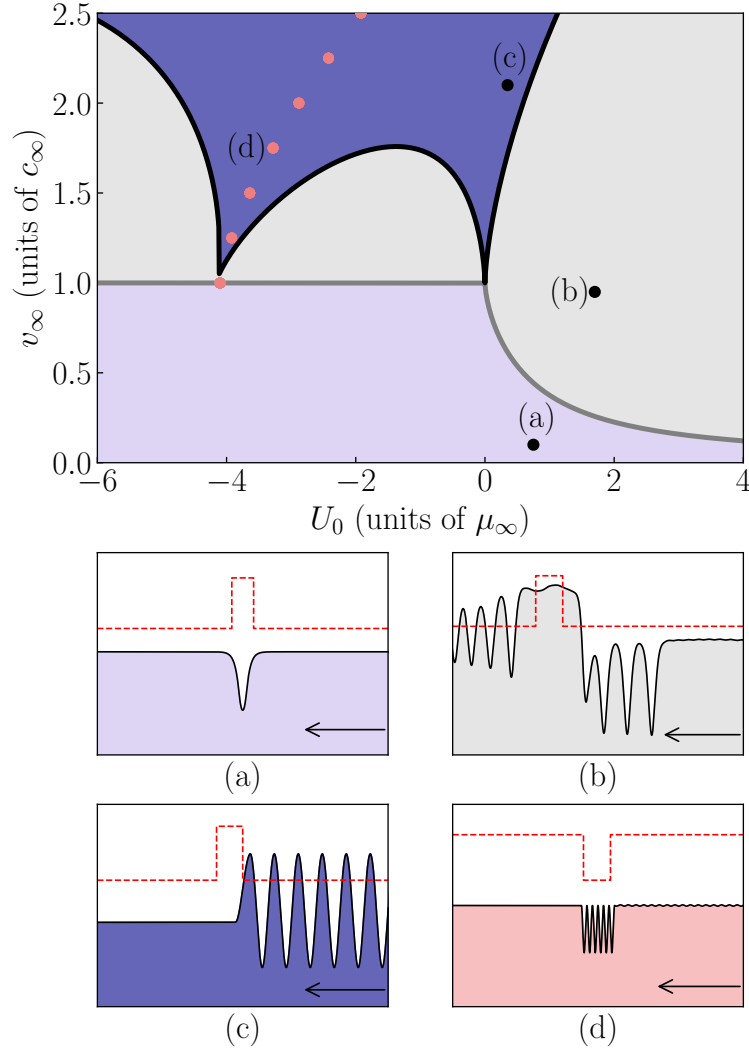 2.5
2.0
1.5
1.0
0.5
0.0
v∞ (units of c∞)
(c)
(d)
(b)
(a)
−6 −4 −2 0 2 4
U0 (units of μ∞)
(a) (b)
(c) (d)